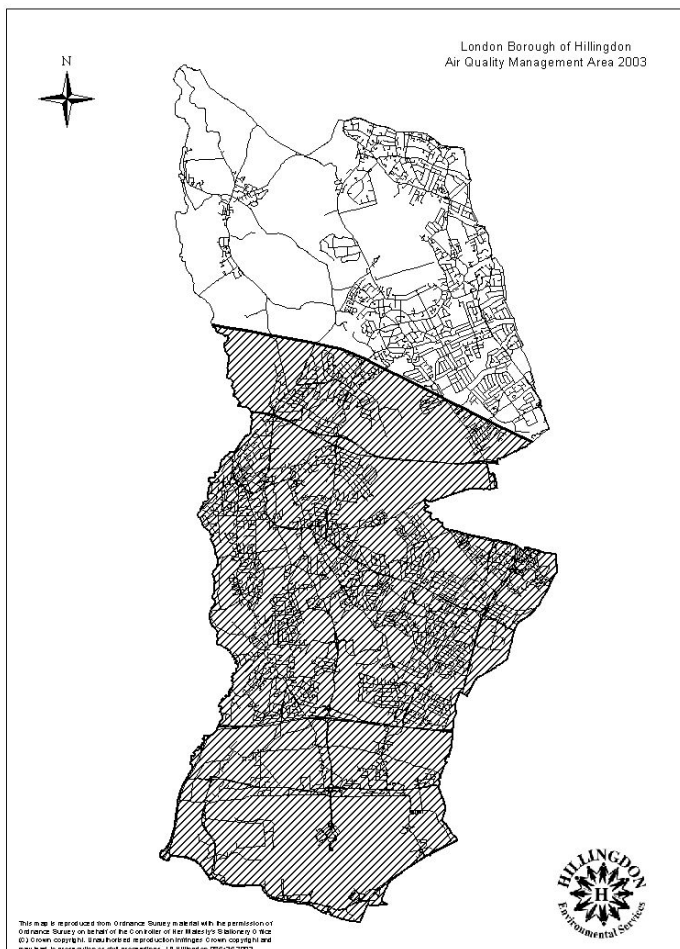 London Borough of Hillingdon
Air Quality Management Area 2003
N
HILLINGDON
H
Environmental Services
This map is reproduced from Ordnance Survey material with the permission of
Ordnance Survey on behalf of the Controller of Her Majesty's Stationery Office
(C) Crown copyright. Unauthorised reproduction infringes Crown copyright and